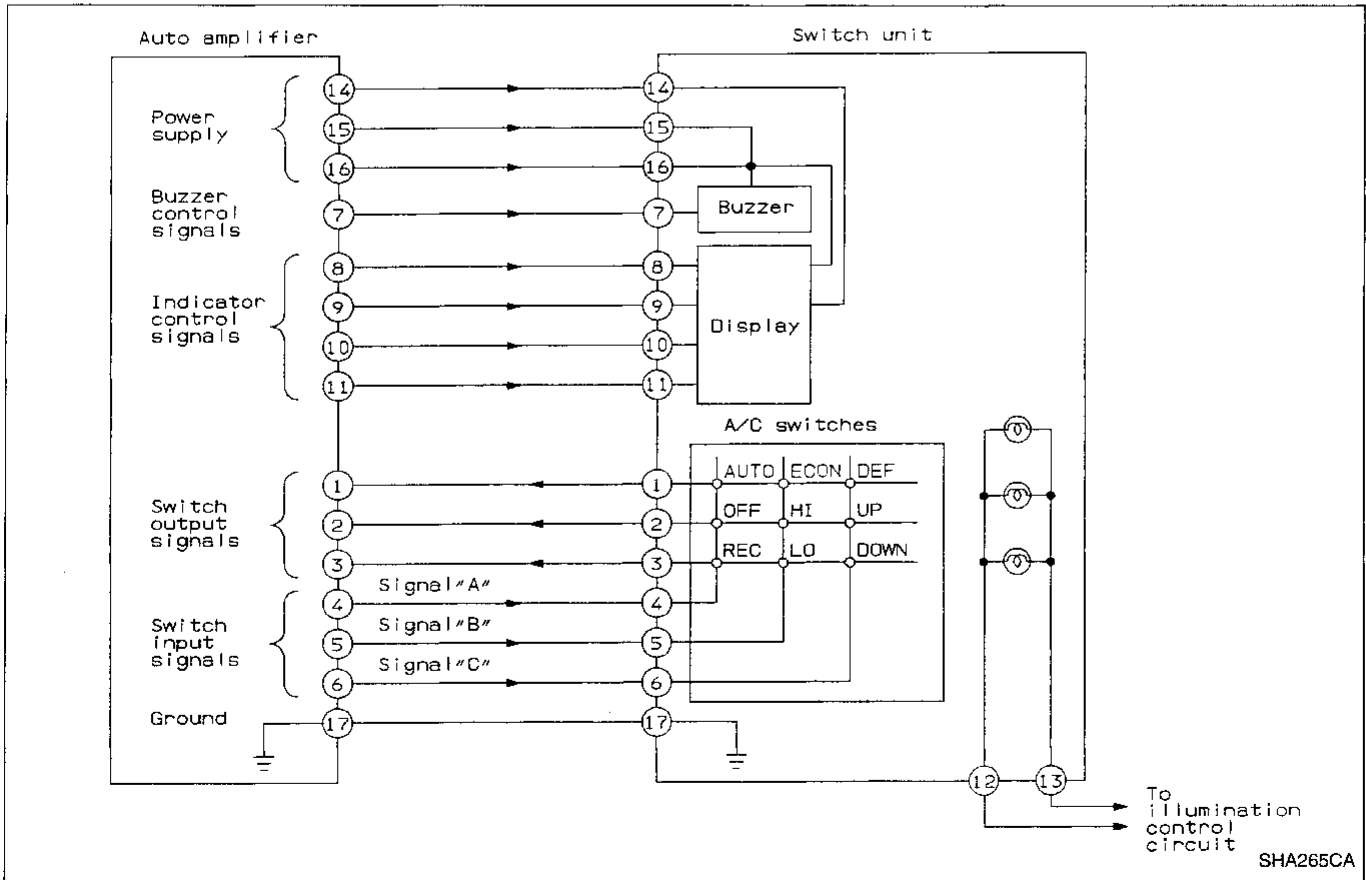 Auto amplifier
Switch unit
Power
supply
14
15
16
14
15
16
Buzzer
control
signals
7
7
Buzzer
Indicator
control
signals
8
9
10
11
8
9
10
11
Display
A/C switches
AUTO ECON DEF
OFF HI UP
REC LO DOWN
Switch
output
signals
1
2
3
1
2
3
Switch
input
signals
4
5
6
Signal"A"
Signal"B"
Signal"C"
4
5
6
Ground
17
17
12
13
To
illumination
control
circuit
SHA265CA